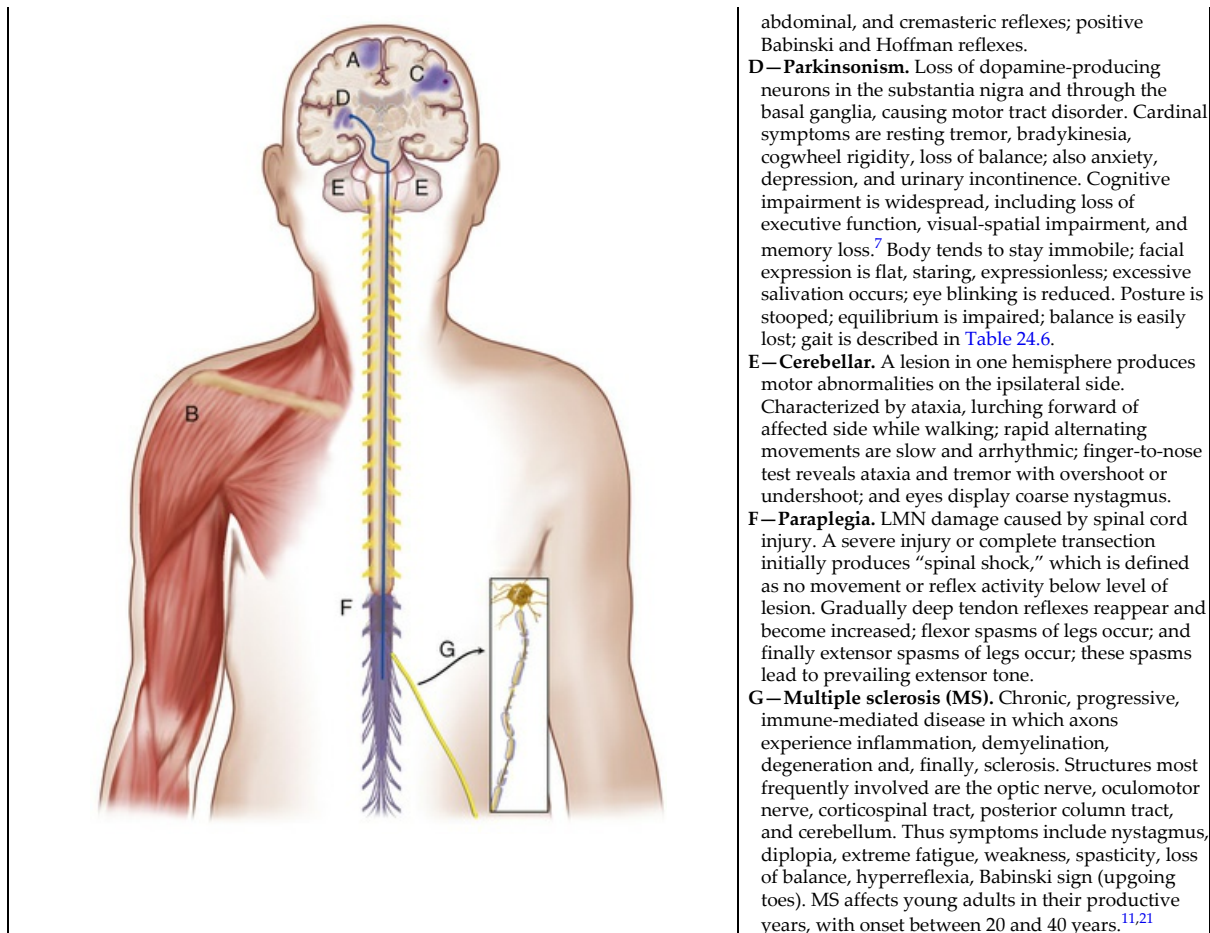 A
C
D
E
E
B
F
G
abdominal, and cremasteric reflexes; positive
Babinski and Hoffman reflexes.
D—Parkinsonism. Loss of dopamine-producing
neurons in the substantia nigra and through the
basal ganglia, causing motor tract disorder. Cardinal
symptoms are resting tremor, bradykinesia,
cogwheel rigidity, loss of balance; also anxiety,
depression, and urinary incontinence. Cognitive
impairment is widespread, including loss of
executive function, visual-spatial impairment, and
memory loss.7 Body tends to stay immobile; facial
expression is flat, staring, expressionless; excessive
salivation occurs; eye blinking is reduced. Posture is
stooped; equilibrium is impaired; balance is easily
lost; gait is described in Table 24.6.
E—Cerebellar. A lesion in one hemisphere produces
motor abnormalities on the ipsilateral side.
Characterized by ataxia, lurching forward of
affected side while walking; rapid alternating
movements are slow and arrhythmic; finger-to-nose
test reveals ataxia and tremor with overshoot or
undershoot; and eyes display coarse nystagmus.
F—Paraplegia. LMN damage caused by spinal cord
injury. A severe injury or complete transection
initially produces “spinal shock,” which is defined
as no movement or reflex activity below level of
lesion. Gradually deep tendon reflexes reappear and
become increased; flexor spasms of legs occur; and
finally extensor spasms of legs occur; these spasms
lead to prevailing extensor tone.
G—Multiple sclerosis (MS). Chronic, progressive,
immune-mediated disease in which axons
experience inflammation, demyelination,
degeneration and, finally, sclerosis. Structures most
frequently involved are the optic nerve, oculomotor
nerve, corticospinal tract, posterior column tract,
and cerebellum. Thus symptoms include nystagmus,
diplopia, extreme fatigue, weakness, spasticity, loss
of balance, hyperreflexia, Babinski sign (upgoing
toes). MS affects young adults in their productive
years, with onset between 20 and 40 years.11,21